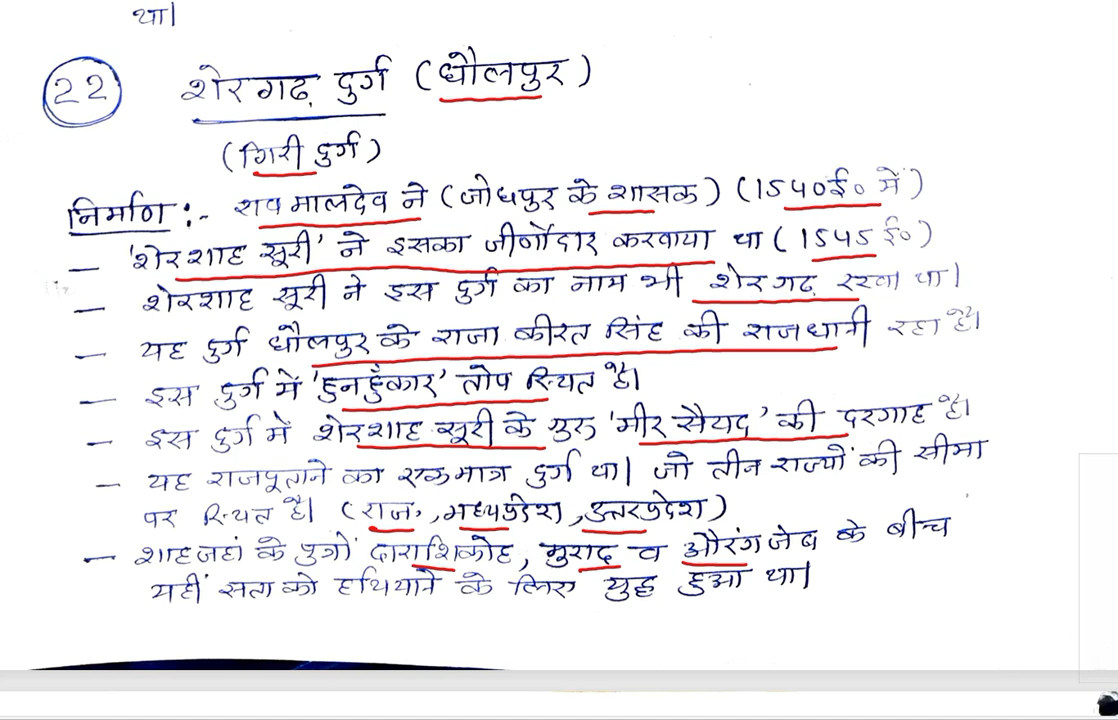 था।
22 शेरगढ़ दुर्ग (धौलपुर)
(गिरी दुर्ग)
निर्माण :- राव मालदेव ने (जोधपुर के शासक) (1540ई० में)
- 'शेरशाह सूरी' ने इसका जीर्णोद्दार करवाया था (1545 ई०)
- शेरशाह सूरी ने इस दुर्ग का नाम भी शेरगढ़ रखा था।
- यह दुर्ग धौलपुर के राजा कीरत सिंह की राजधानी रहा है।
- इस दुर्ग में 'हुनहुँकार' तोप स्थित है।
- इस दुर्ग में शेरशाह सूरी के गुरु 'मीर सैयद' की दरगाह है।
- यह राजपूताने का एकमात्र दुर्ग था। जो तीन राज्यों की सीमा
पर स्थित है। (राज॰, मध्यप्रदेश, उत्तरप्रदेश)
- शाहजहां के पुत्रों दाराशिकोह, मुराद व औरंगजेब के बीच
यहीं सत्ता को हथियाने के लिए युद्ध हुआ था।